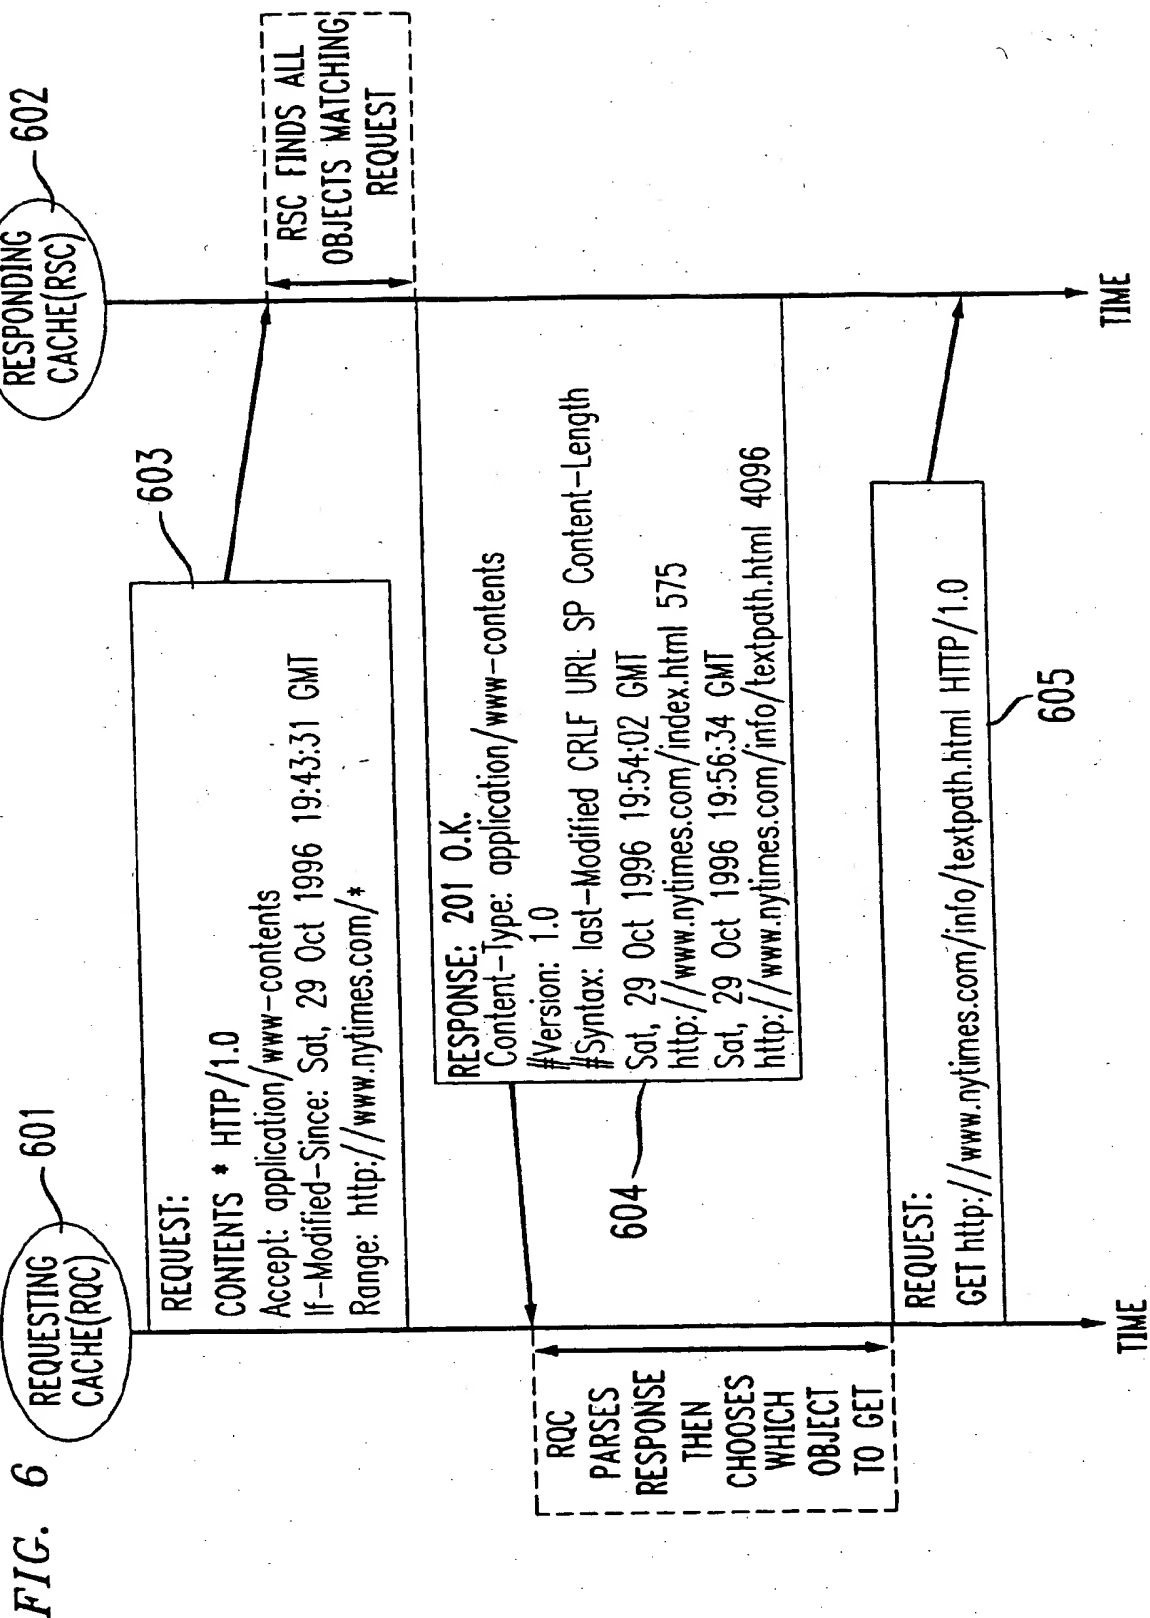 FIG. 6
REQUESTING
CACHE(RQC)
601
RESPONDING
CACHE(RSC)
602
603
REQUEST:
CONTENTS * HTTP/1.0
Accept: application/www-contents
If-Modified-Since: Sat, 29 Oct 1996 19:43:31 GMT
Range: http://www.nytimes.com/*
RSC FINDS ALL
OBJECTS MATCHING
REQUEST
RESPONSE: 201 O.K.
Content-Type: application/www-contents
#Version: 1.0
#Syntax: last-Modified CRLF URL SP Content-Length
Sat, 29 Oct 1996 19:54:02 GMT
http://www.nytimes.com/index.html 575
Sat, 29 Oct 1996 19:56:34 GMT
http://www.nytimes.com/info/textpath.html 4096
604
RQC
PARSES
RESPONSE
THEN
CHOOSES
WHICH
OBJECT
TO GET
REQUEST:
GET http://www.nytimes.com/info/textpath.html HTTP/1.0
605
TIME
TIME